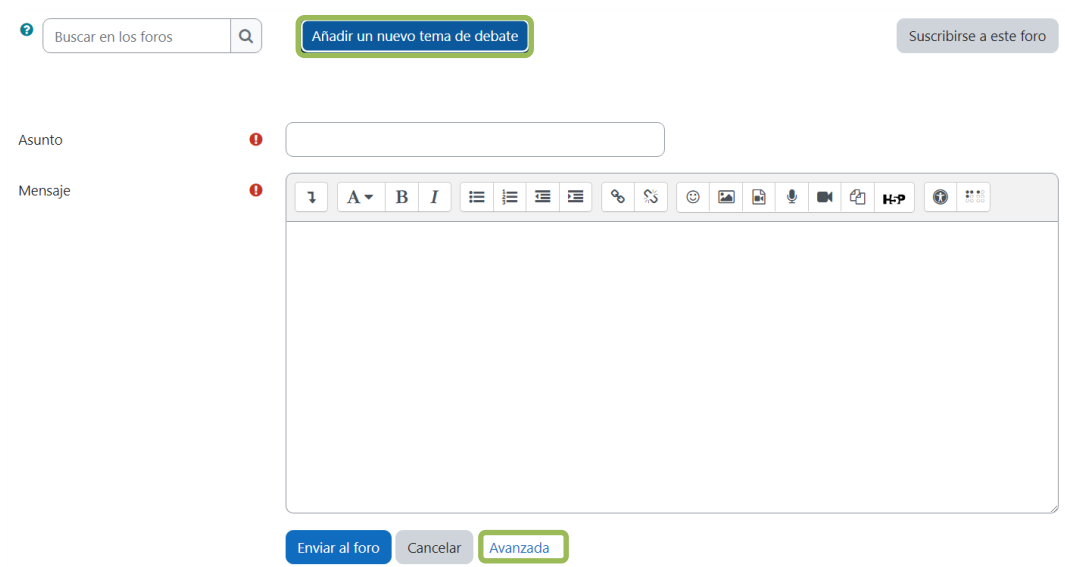 Buscar en los foros
Añadir un nuevo tema de debate
Suscribirse a este foro
Asunto
Mensaje
A B I H5P
Enviar al foro Cancelar Avanzada